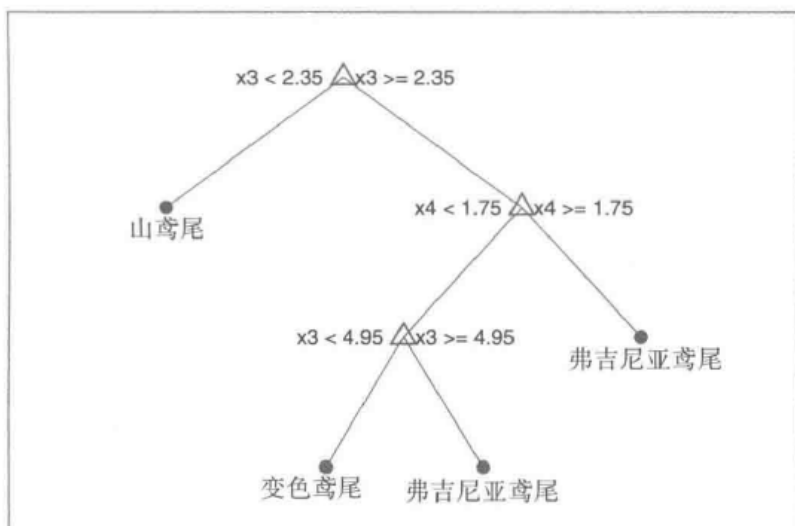 x3 < 2.35 x3 >= 2.35
山鸢尾
x4 < 1.75 x4 >= 1.75
x3 < 4.95 x3 >= 4.95
弗吉尼亚鸢尾
变色鸢尾 弗吉尼亚鸢尾